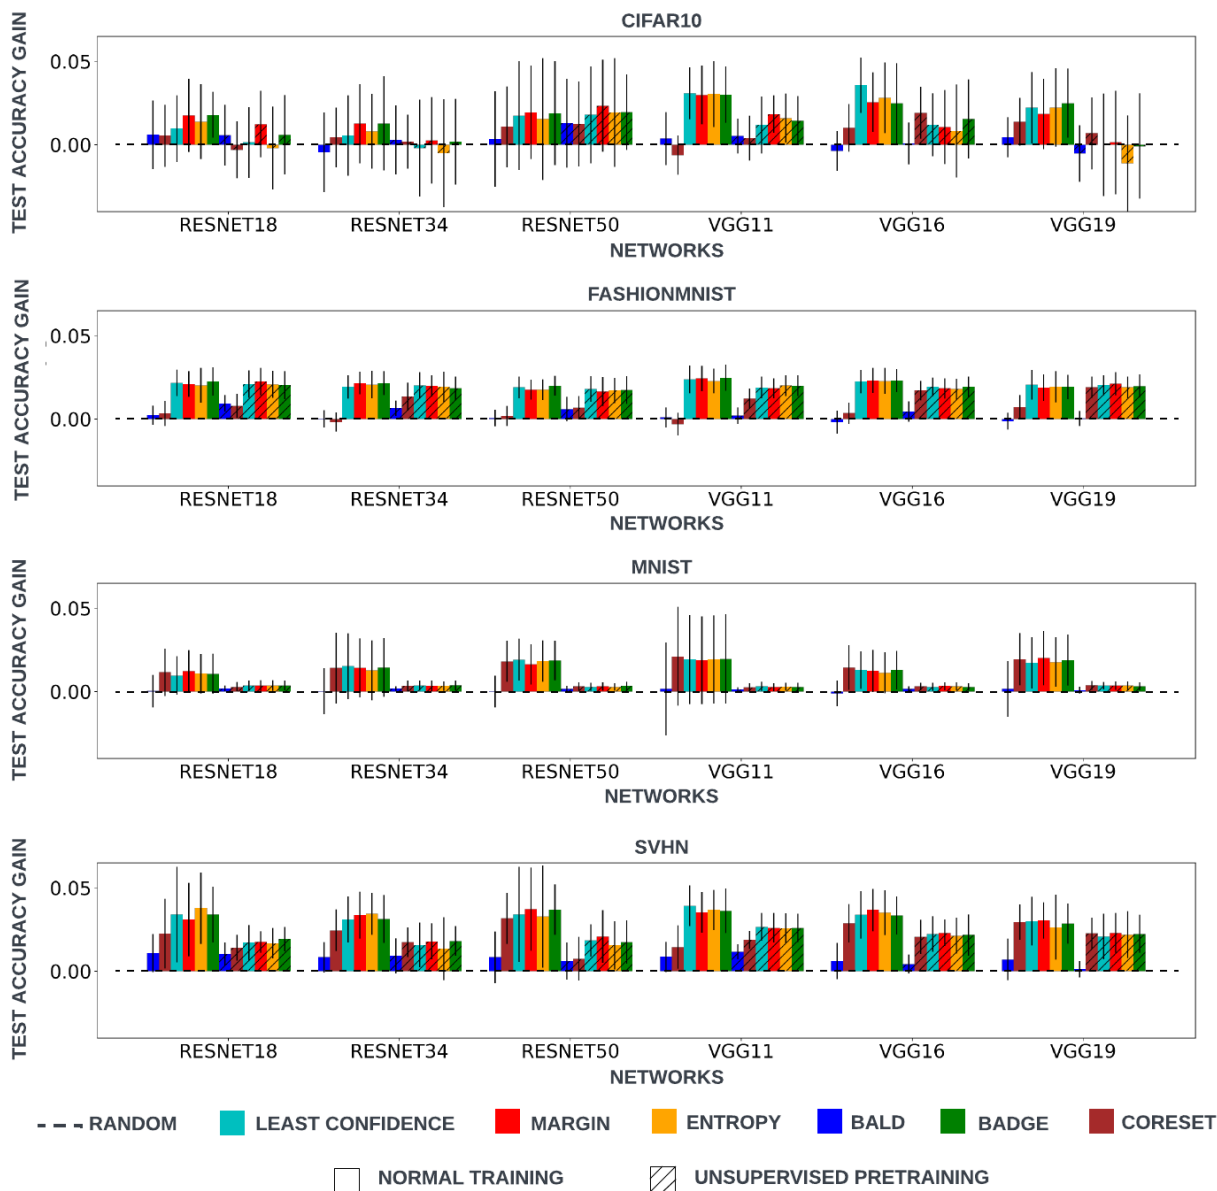 CIFAR10
TEST ACCURACY GAIN
0.05
0.00
RESNET18 RESNET34 RESNET50 VGG11 VGG16 VGG19
NETWORKS
FASHIONMNIST
TEST ACCURACY GAIN
0.05
0.00
RESNET18 RESNET34 RESNET50 VGG11 VGG16 VGG19
NETWORKS
MNIST
TEST ACCURACY GAIN
0.05
0.00
RESNET18 RESNET34 RESNET50 VGG11 VGG16 VGG19
NETWORKS
SVHN
TEST ACCURACY GAIN
0.05
0.00
RESNET18 RESNET34 RESNET50 VGG11 VGG16 VGG19
NETWORKS
RANDOM LEAST CONFIDENCE MARGIN ENTROPY BALD BADGE CORESET
NORMAL TRAINING UNSUPERVISED PRETRAINING